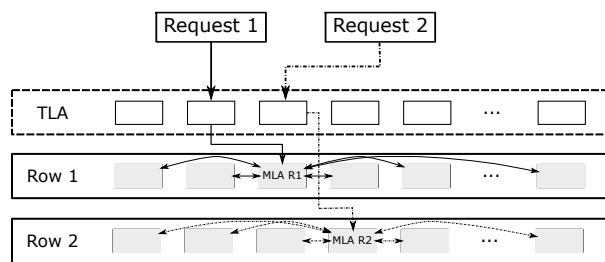 Request 1
Request 2
TLA
...
Row 1
MLA R1
...
Row 2
MLA R2
...